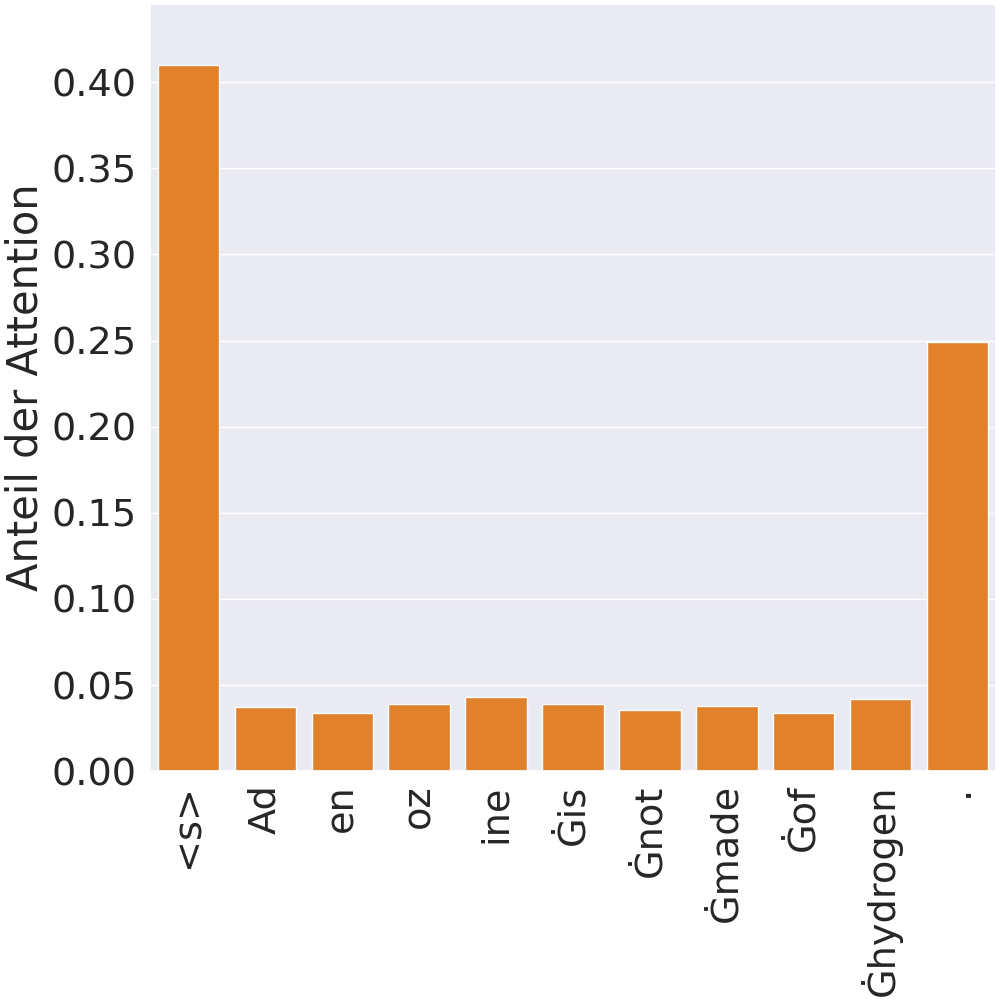 Anteil der Attention
0.40
0.35
0.30
0.25
0.20
0.15
0.10
0.05
0.00
<s>
Ad
en
oz
ine
Ġis
Ġnot
Ġmade
Ġof
Ġhydrogen
.